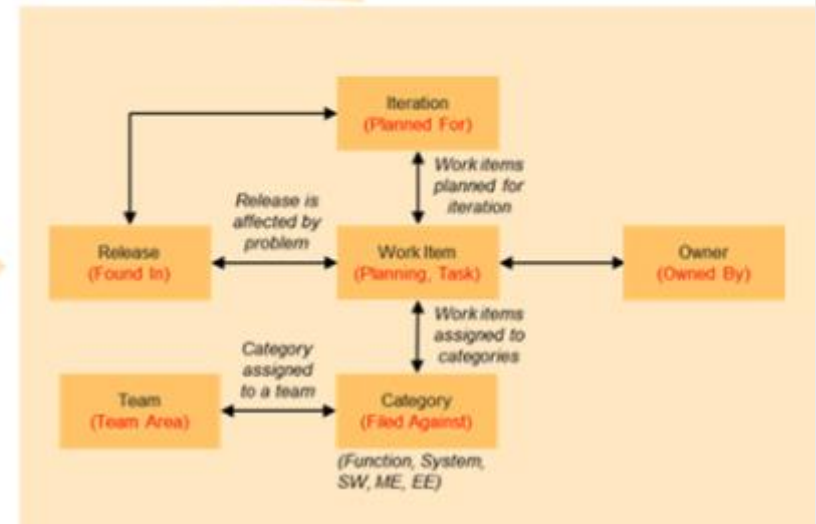 Iteration
(Planned For)
Work items
planned for
iteration
Release is
affected by
problem
Release
(Found In)
Work Item
(Planning, Task)
Owner
(Owned By)
Work items
assigned to
categories
Category
assigned
to a team
Team
(Team Area)
Category
(Filed Against)
(Function, System,
SW, ME, EE)